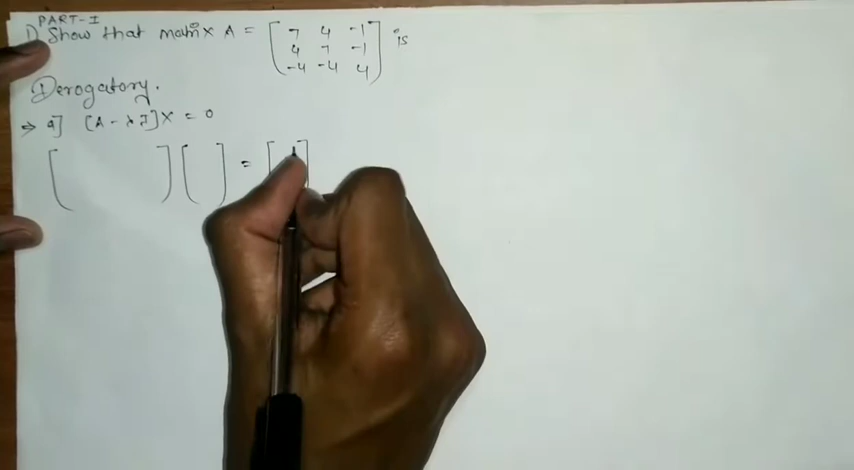 PART-I
1) Show that matrix A = [ 7 4 -1 ] is
[ 4 7 -1 ]
[ -4 -4 4 ]
Derogatory.
⇒ a] [A - λI]X = 0
[ ] [ ] = [ ]